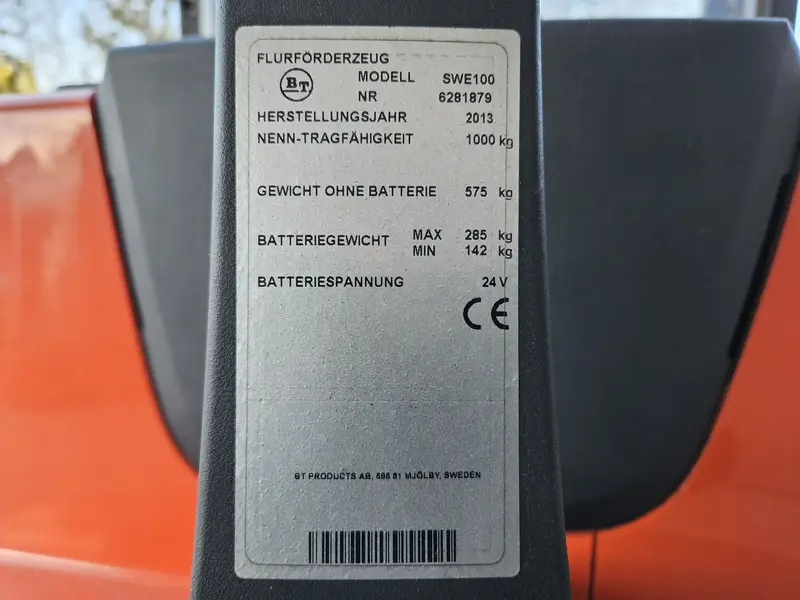 FLURFÖRDERZEUG
BT MODELL SWE100
NR 6281879
HERSTELLUNGSJAHR 2013
NENN-TRAGFÄHIGKEIT 1000 kg
GEWICHT OHNE BATTERIE 575 kg
BATTERIEGEWICHT MAX 285 kg
MIN 142 kg
BATTERIESPANNUNG 24 V
CE
BT PRODUCTS AB, 595 81 MJÖLBY, SWEDEN